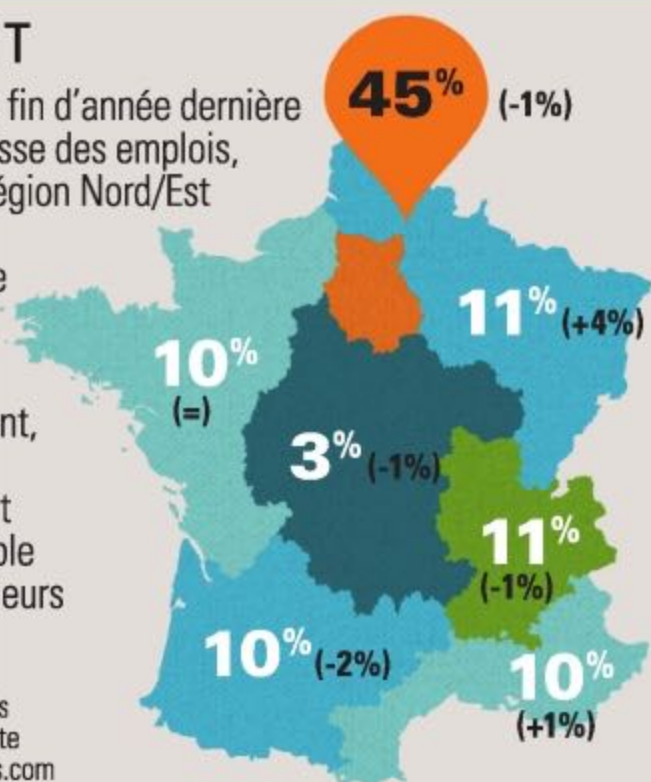 T
fin d'année dernière
sse des emplois,
égion Nord/Est
e
nt,
t
ble
eurs
s
te
s.com
45% (-1%)
11% (+4%)
10%
(=)
3% (-1%)
11%
(-1%)
10% (-2%)
10%
(+1%)